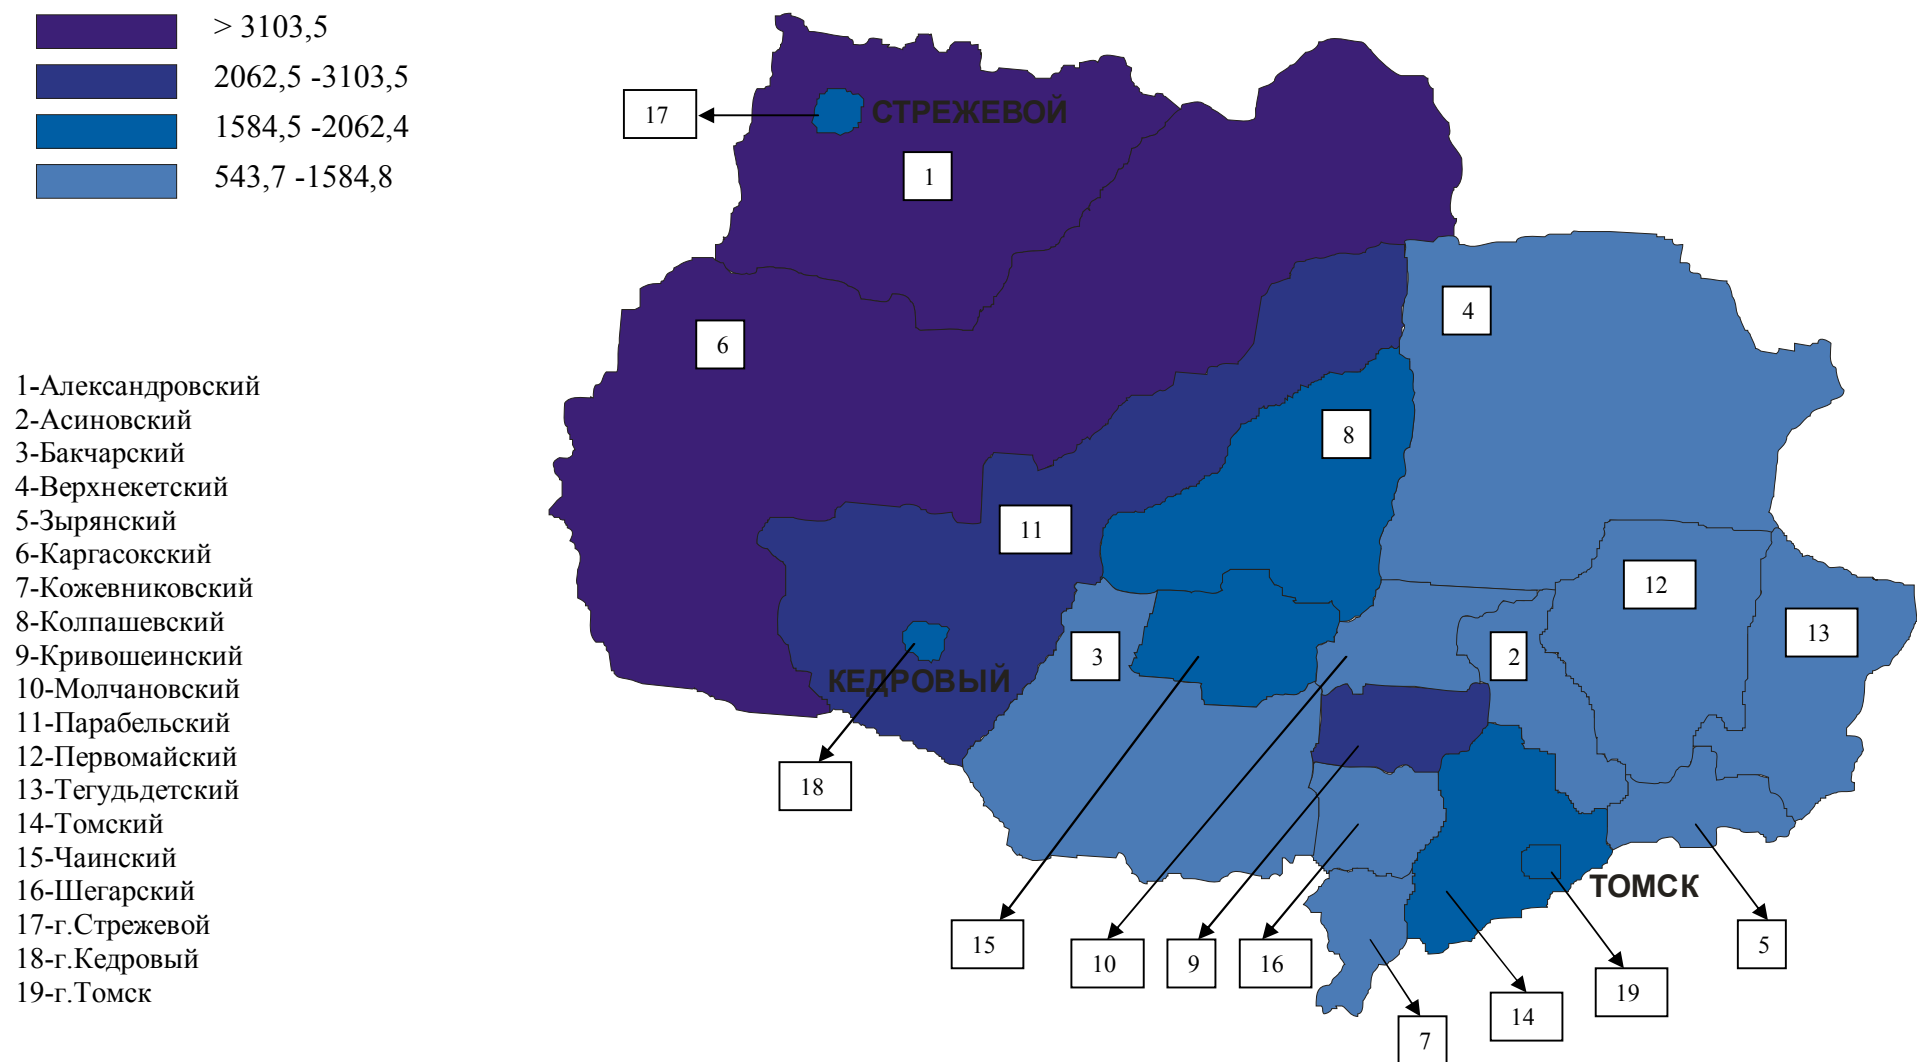 > 3103,5
2062,5 -3103,5
1584,5 -2062,4
543,7 -1584,8
1-Александровский
2-Асиновский
3-Бакчарский
4-Верхнекетский
5-Зырянский
6-Каргасокский
7-Кожевниковский
8-Колпашевский
9-Кривошеинский
10-Молчановский
11-Парабельский
12-Первомайский
13-Тегудьдетский
14-Томский
15-Чаинский
16-Шегарский
17-г.Стрежевой
18-г.Кедровый
19-г.Томск
17
СТРЕЖЕВОЙ
1
6
4
8
11
12
13
3
2
КЕДРОВЫЙ
18
ТОМСК
15
10
9
16
5
19
14
7